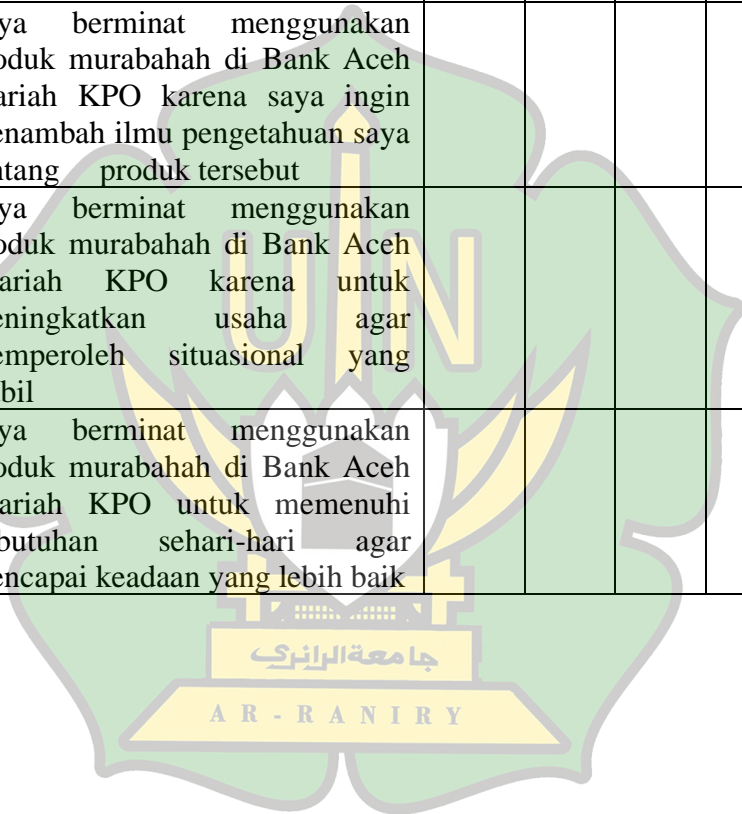 ya berminat menggunakan
oduk murabahah di Bank Aceh
ariah KPO karena saya ingin
enambah ilmu pengetahuan saya
ntang produk tersebut
ya berminat menggunakan
oduk murabahah di Bank Aceh
ariah KPO karena untuk
eningkatkan usaha agar
emperoleh situasional yang
abil
ya berminat menggunakan
oduk murabahah di Bank Aceh
ariah KPO untuk memenuhi
butuhan sehari-hari agar
encapai keadaan yang lebih baik
UIN
جامعة الرانري
AR-RANIRY